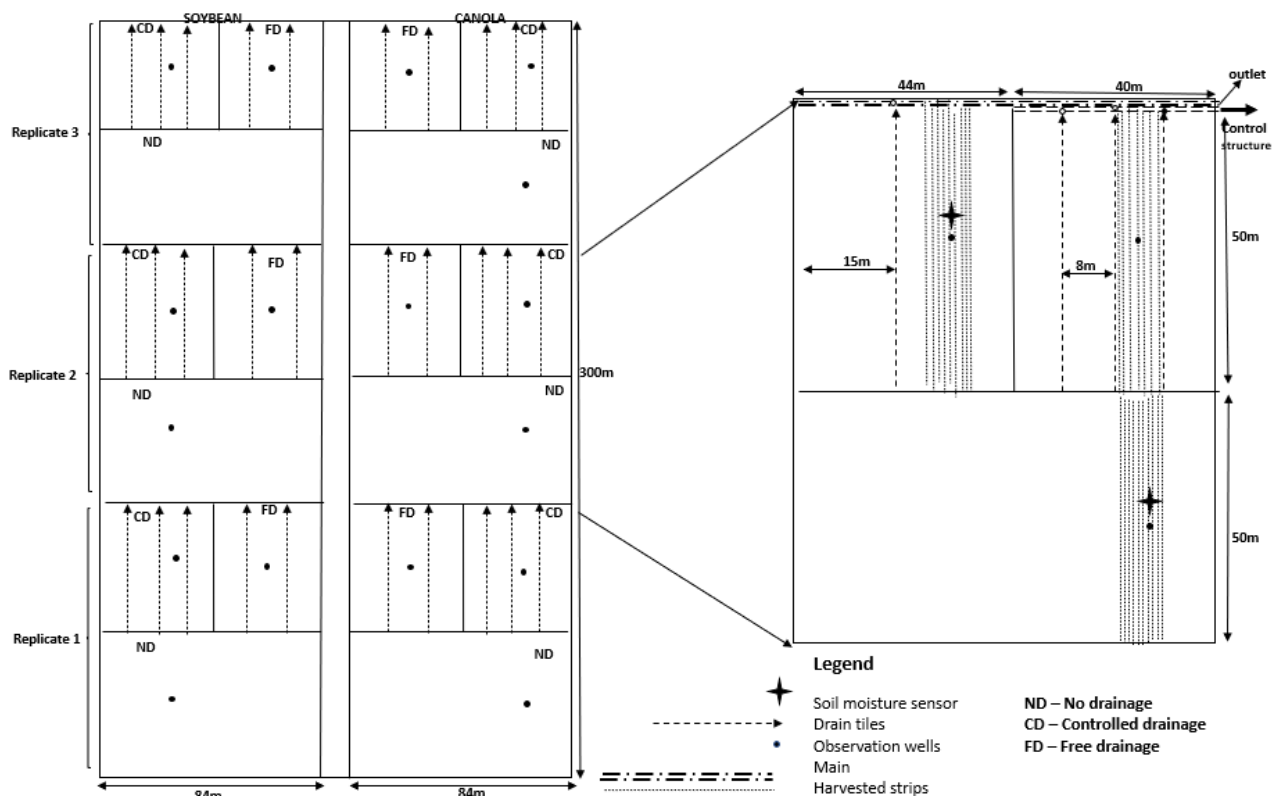 SOYBEAN
CANOLA
CD
FD
FD
CD
Replicate 3
ND
ND
CD
FD
FD
CD
Replicate 2
300m
ND
ND
CD
FD
FD
CD
Replicate 1
ND
ND
84m
84m
44m
40m
outlet
Control
structure
15m
8m
50m
50m
Legend
Soil moisture sensor
Drain tiles
Observation wells
Main
Harvested strips
ND – No drainage
CD – Controlled drainage
FD – Free drainage